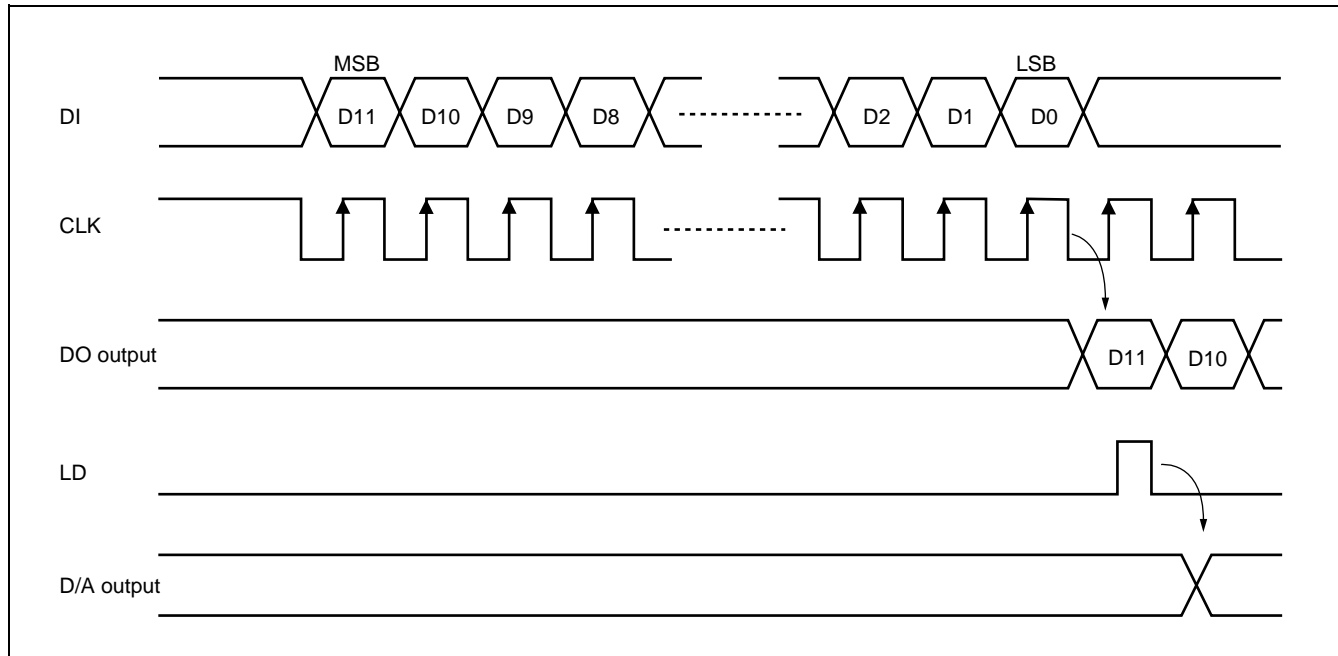 MSB LSB
DI D11 D10 D9 D8 D2 D1 D0
CLK
DO output D11 D10
LD
D/A output